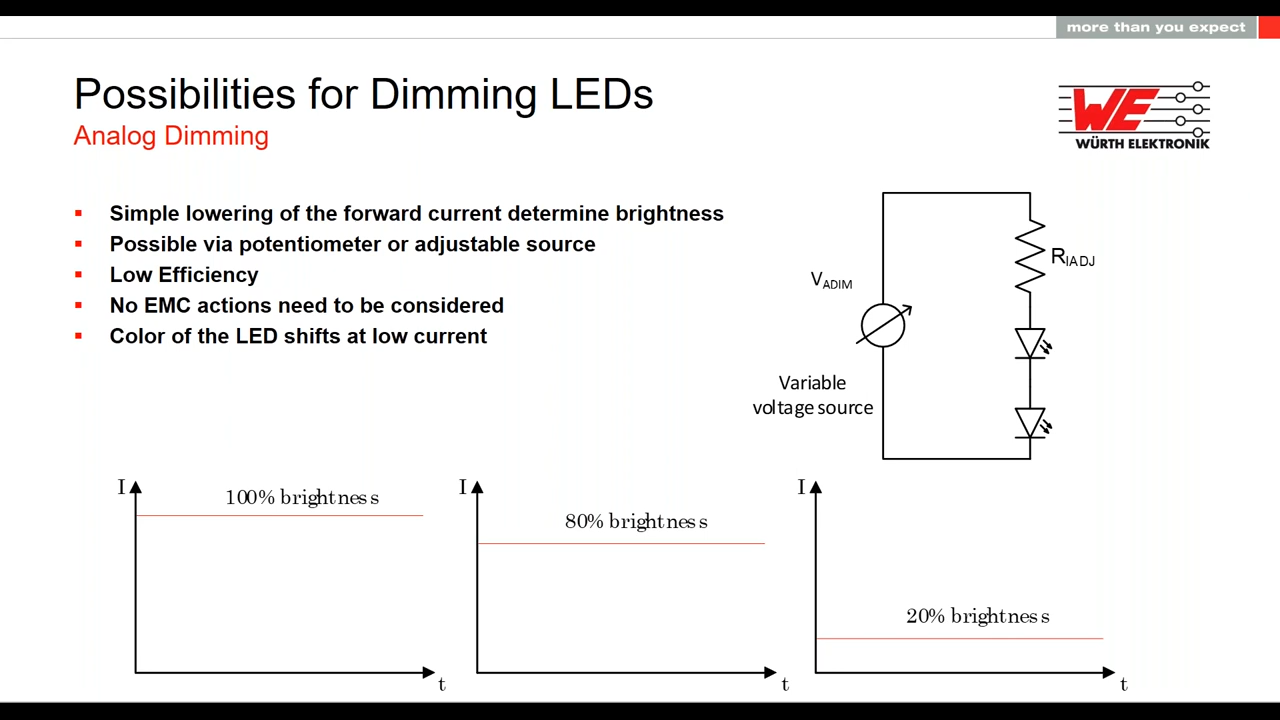 more than you expect
Possibilities for Dimming LEDs
Analog Dimming
WE
WÜRTH ELEKTRONIK
Simple lowering of the forward current determine brightness
Possible via potentiometer or adjustable source
Low Efficiency
No EMC actions need to be considered
Color of the LED shifts at low current
RIADJ
VADIM
Variable
voltage source
I
100% brightness
t
I
80% brightness
t
I
20% brightness
t